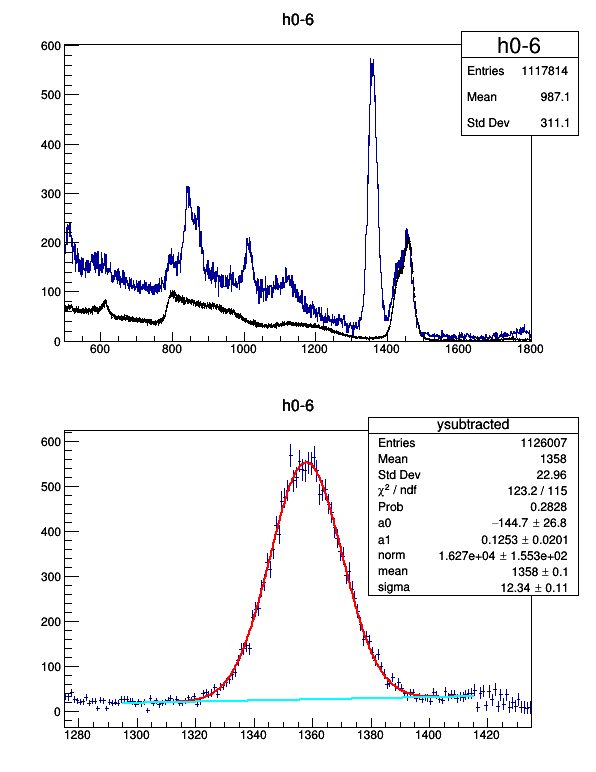 h0-6
h0-6
Entries 1117814
Mean 987.1
Std Dev 311.1
600
500
400
300
200
100
0
600 800 1000 1200 1400 1600 1800
h0-6
ysubtracted
Entries 1126007
Mean 1358
Std Dev 22.96
χ² / ndf 123.2 / 115
Prob 0.2828
a0 −144.7 ± 26.8
a1 0.1253 ± 0.0201
norm 1.627e+04 ± 1.553e+02
mean 1358 ± 0.1
sigma 12.34 ± 0.11
600
500
400
300
200
100
0
1280 1300 1320 1340 1360 1380 1400 1420